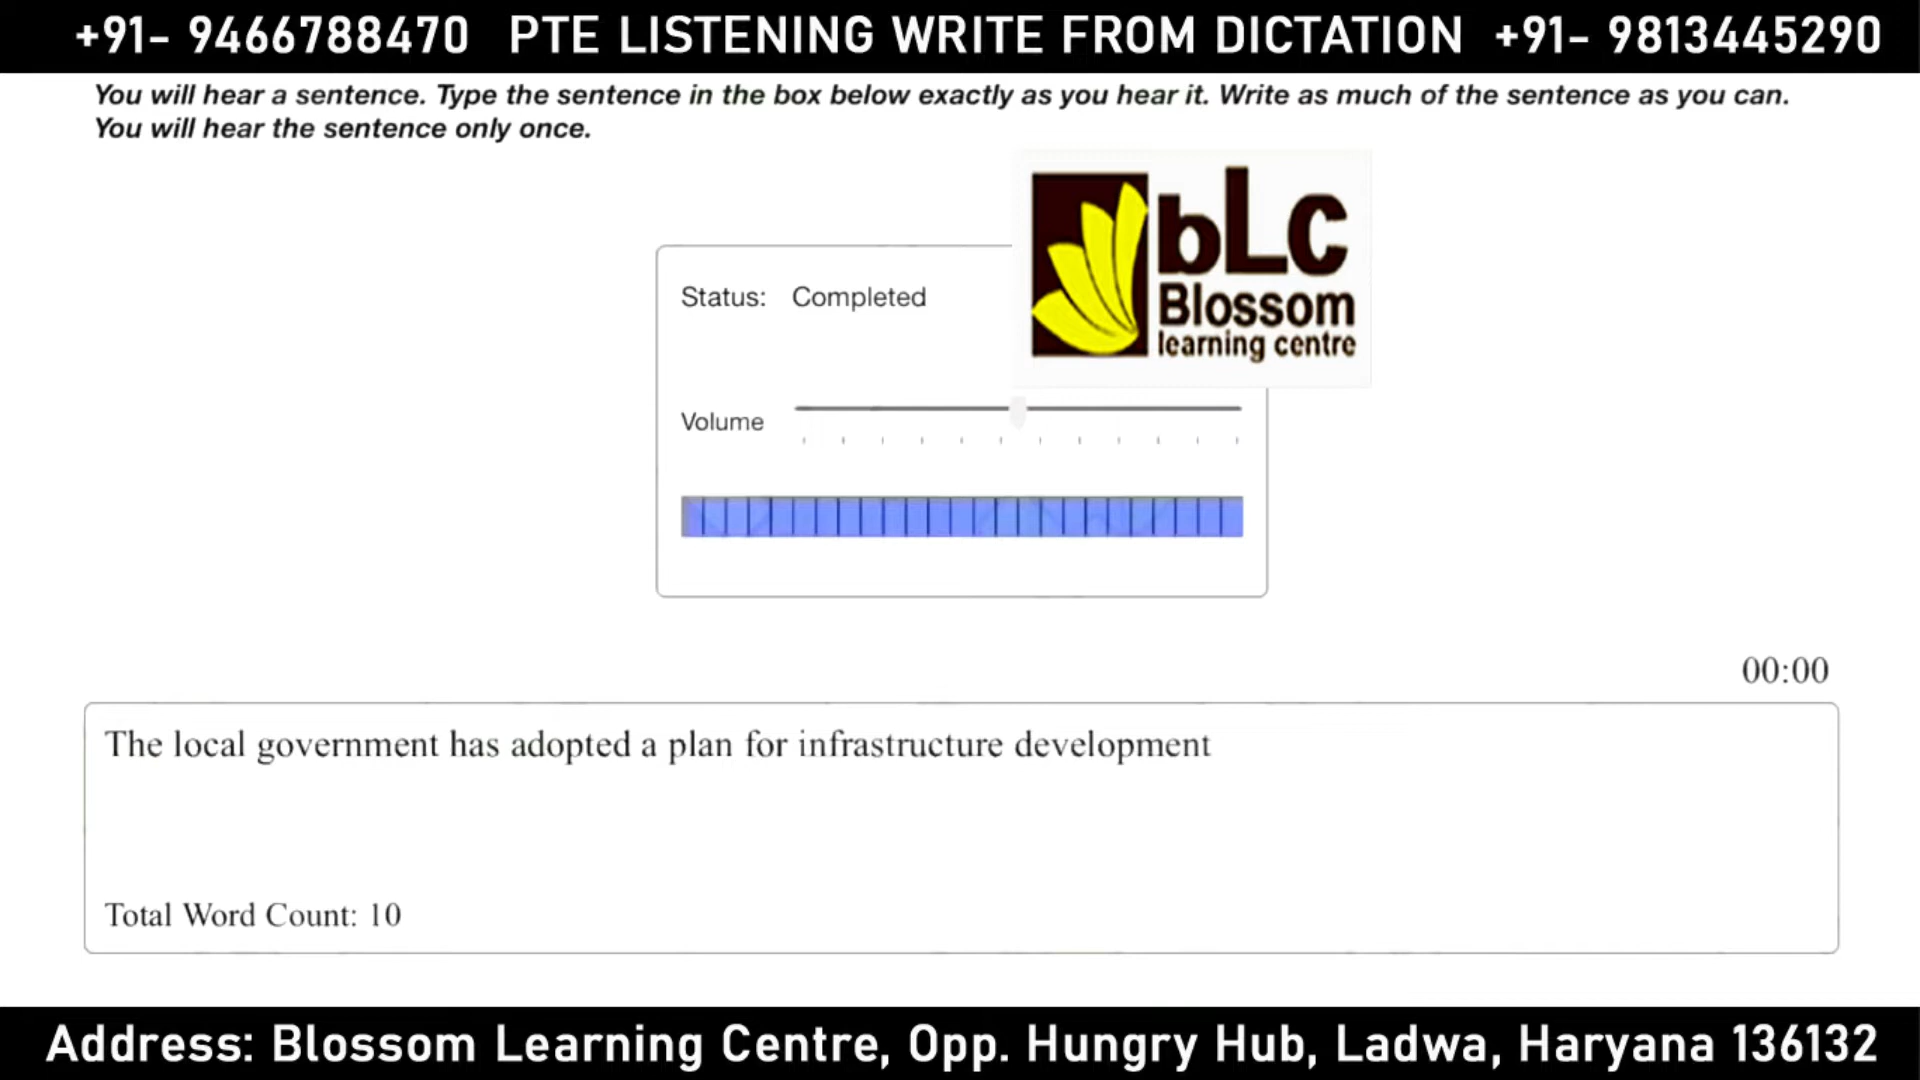 +91- 9466788470 PTE LISTENING WRITE FROM DICTATION +91- 9813445290
You will hear a sentence. Type the sentence in the box below exactly as you hear it. Write as much of the sentence as you can.
You will hear the sentence only once.
bLC
Blossom
learning centre
Status: Completed
Volume
00:00
The local government has adopted a plan for infrastructure development
Total Word Count: 10
Address: Blossom Learning Centre, Opp. Hungry Hub, Ladwa, Haryana 136132